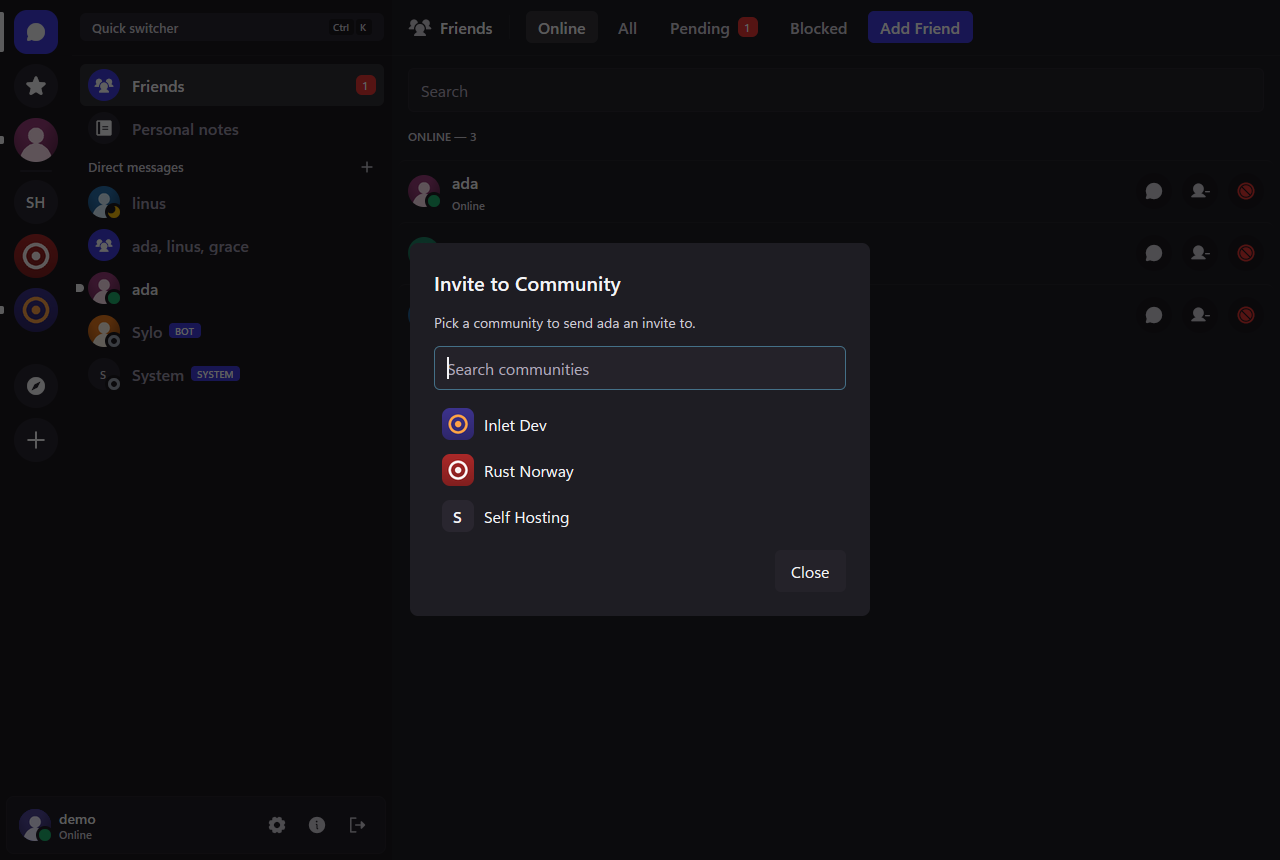 Quick switcher
Ctrl K
Friends
Online
All
Pending 1
Blocked
Add Friend
Friends 1
Personal notes
Direct messages
linus
ada, linus, grace
ada
Sylo BOT
S System SYSTEM
SH
demo
Online
Search
ONLINE — 3
ada
Online
Invite to Community
Pick a community to send ada an invite to.
Search communities
Inlet Dev
Rust Norway
S Self Hosting
Close